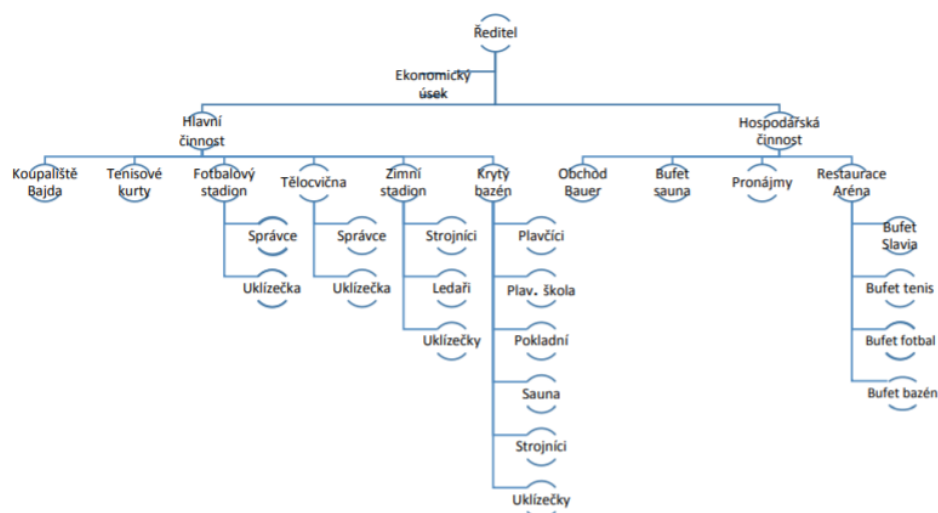 Ředitel
Ekonomický
úsek
Hlavní
činnost
Hospodářská
činnost
Koupaliště
Bajda
Tenisové
kurty
Fotbalový
stadion
Tělocvična
Zimní
stadion
Krytý
bazén
Obchod
Bauer
Bufet
sauna
Pronájmy
Restaurace
Aréna
Správce
Uklízečka
Správce
Uklízečka
Strojníci
Ledaři
Uklízečky
Plavčíci
Plav. škola
Pokladní
Sauna
Strojníci
Uklízečky
Bufet
Slavia
Bufet tenis
Bufet fotbal
Bufet bazén